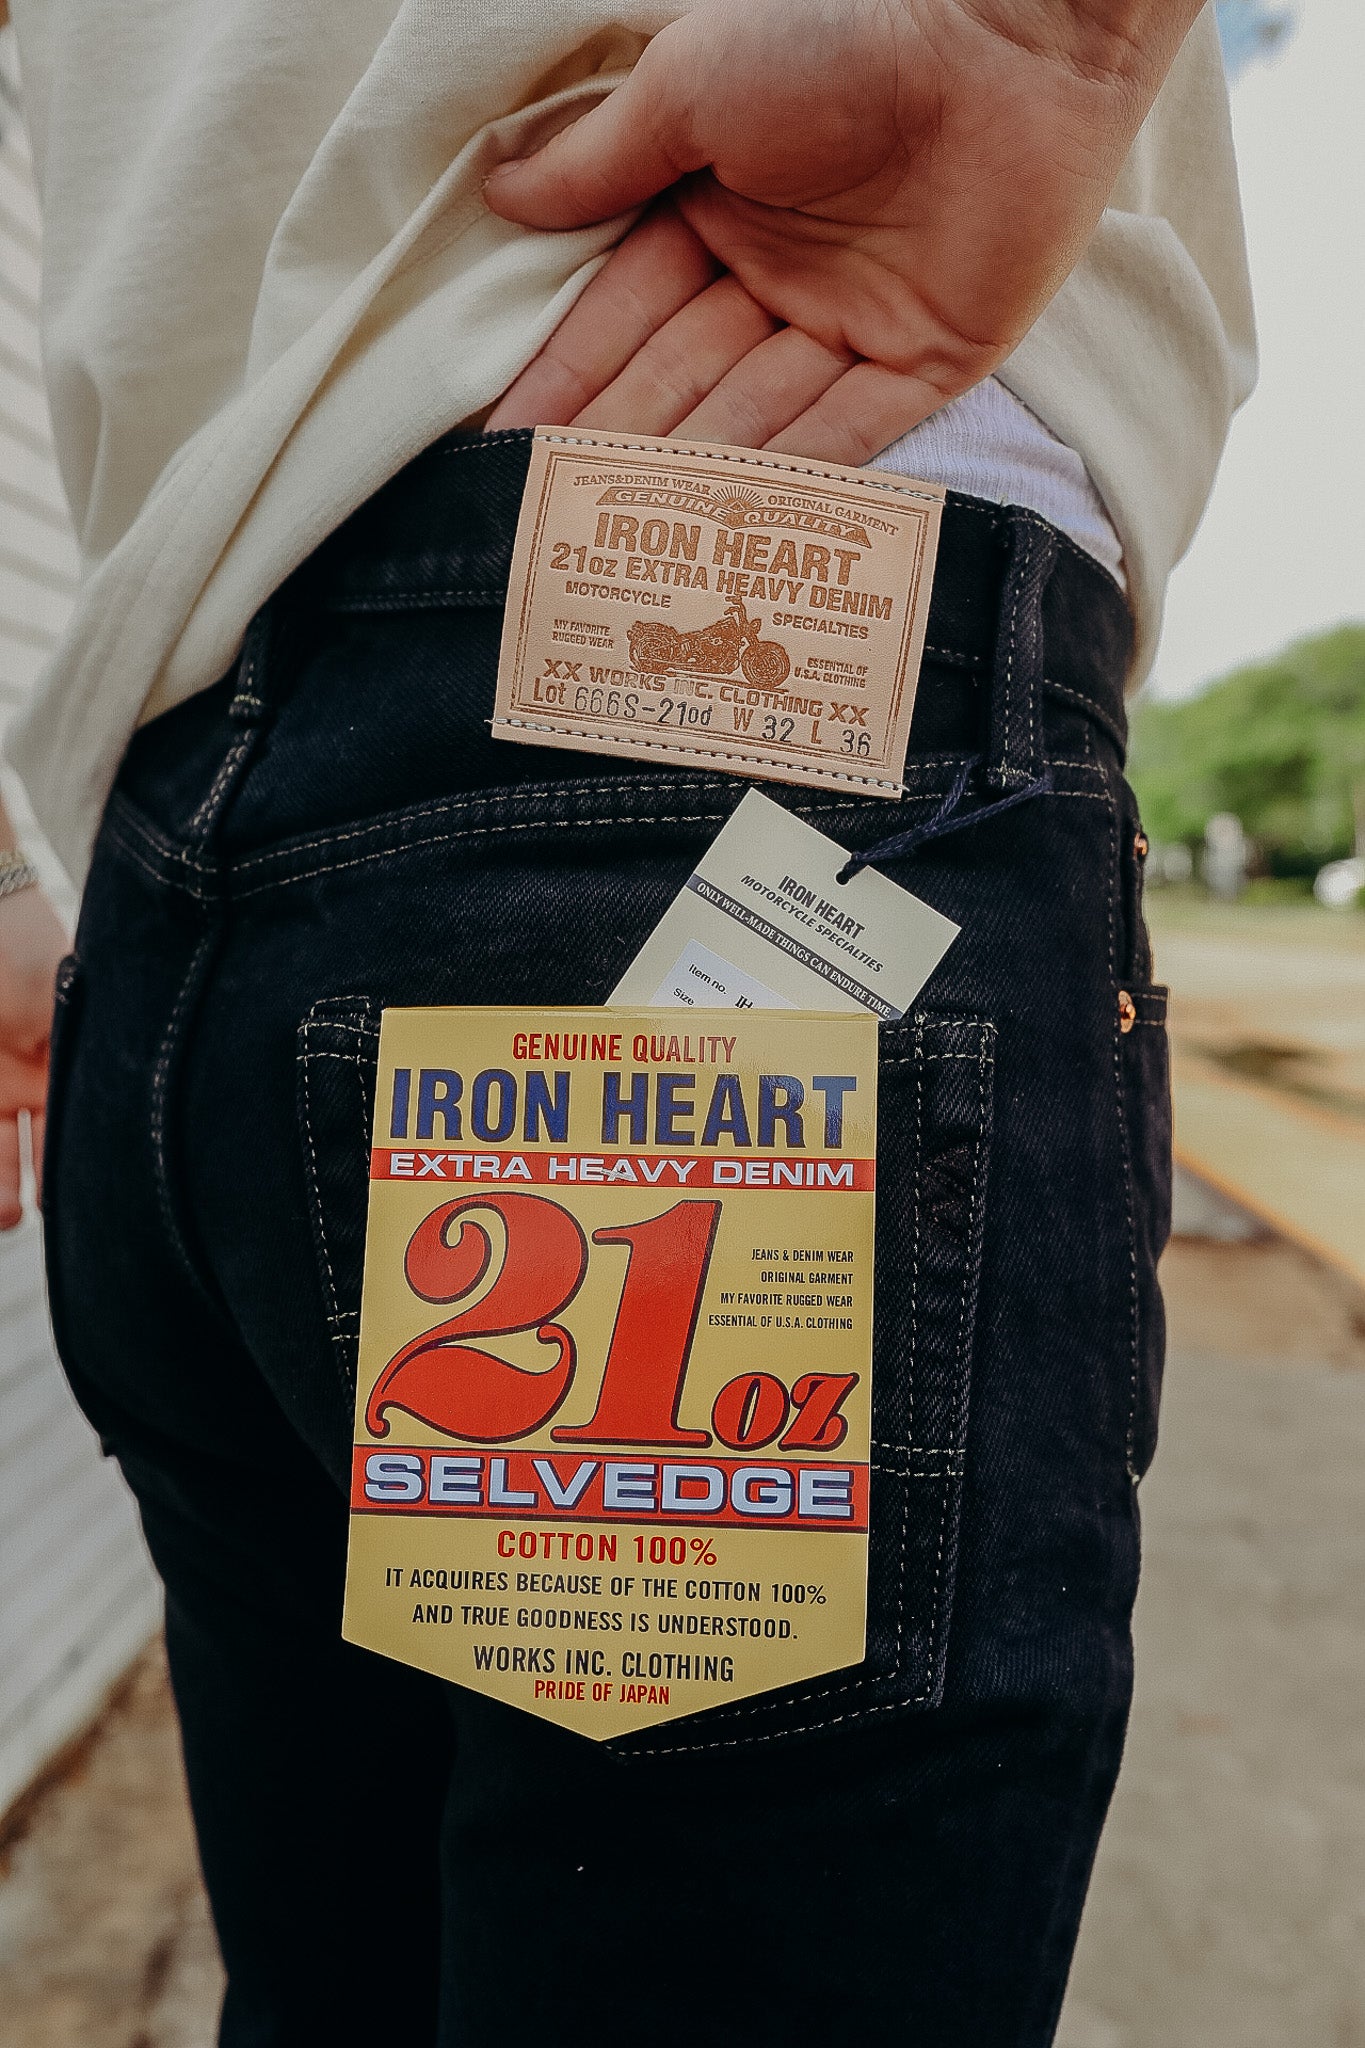 JEANS&DENIM WEAR ORIGINAL GARMENT
GENUINE QUALITY
IRON HEART
21oz EXTRA HEAVY DENIM
MOTORCYCLE SPECIALTIES
MY FAVORITE
RUGGED WEAR
ESSENTIAL OF
U.S.A. CLOTHING
XX WORKS INC. CLOTHING XX
Lot 666S-21od W 32 L 36
IRON HEART
MOTORCYCLE SPECIALTIES
ONLY WELL-MADE THINGS CAN ENDURE TIME
Item no. IH
Size
GENUINE QUALITY
IRON HEART
EXTRA HEAVY DENIM
21oz
JEANS & DENIM WEAR
ORIGINAL GARMENT
MY FAVORITE RUGGED WEAR
ESSENTIAL OF U.S.A. CLOTHING
SELVEDGE
COTTON 100%
IT ACQUIRES BECAUSE OF THE COTTON 100%
AND TRUE GOODNESS IS UNDERSTOOD.
WORKS INC. CLOTHING
PRIDE OF JAPAN